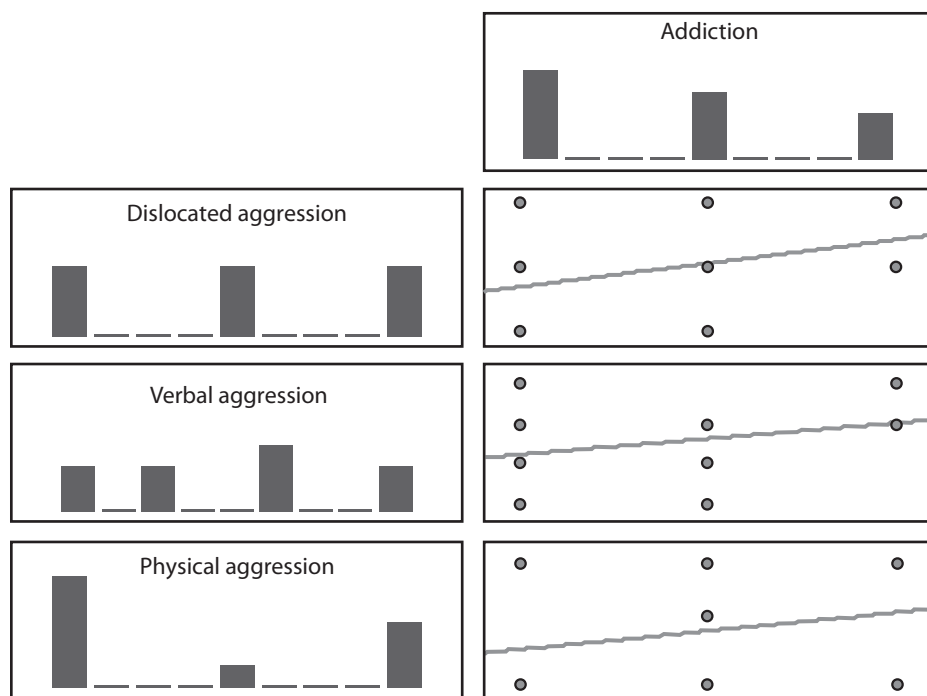 Addiction
Dislocated aggression
Verbal aggression
Physical aggression